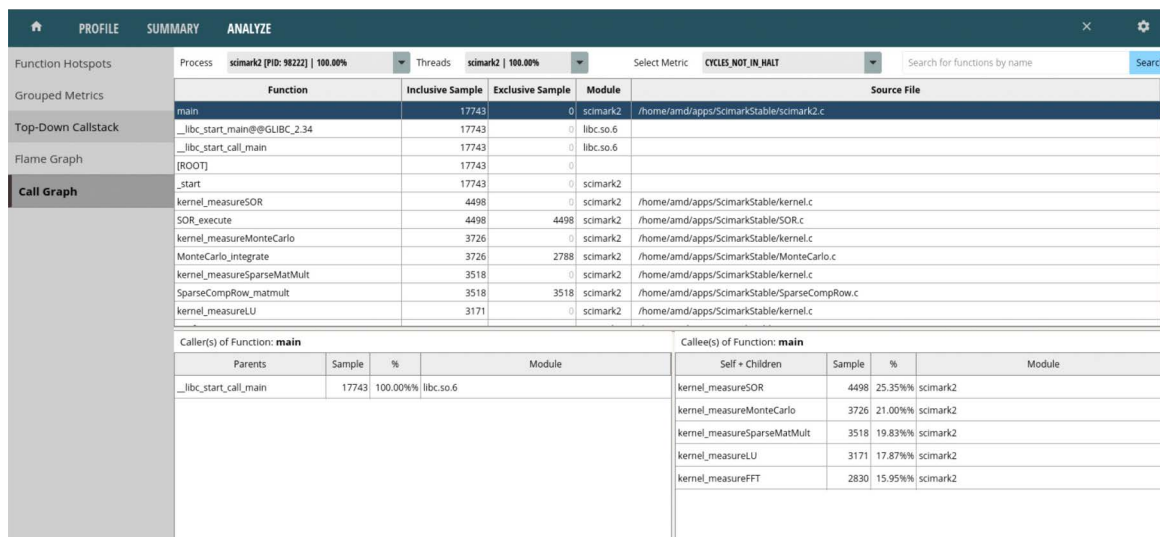 PROFILE SUMMARY ANALYZE
Function Hotspots
Grouped Metrics
Top-Down Callstack
Flame Graph
Call Graph
Process scimark2 [PID: 98222] | 100.00% Threads scimark2 | 100.00% Select Metric CYCLES_NOT_IN_HALT Search for functions by name Searc
Function Inclusive Sample Exclusive Sample Module Source File
main 17743 0 scimark2 /home/amd/apps/ScimarkStable/scimark2.c
__libc_start_main@@GLIBC_2.34 17743 0 libc.so.6
__libc_start_call_main 17743 0 libc.so.6
[ROOT] 17743 0
_start 17743 0 scimark2
kernel_measureSOR 4498 0 scimark2 /home/amd/apps/ScimarkStable/kernel.c
SOR_execute 4498 4498 scimark2 /home/amd/apps/ScimarkStable/SOR.c
kernel_measureMonteCarlo 3726 0 scimark2 /home/amd/apps/ScimarkStable/kernel.c
MonteCarlo_integrate 3726 2788 scimark2 /home/amd/apps/ScimarkStable/MonteCarlo.c
kernel_measureSparseMatMult 3518 0 scimark2 /home/amd/apps/ScimarkStable/kernel.c
SparseCompRow_matmult 3518 3518 scimark2 /home/amd/apps/ScimarkStable/SparseCompRow.c
kernel_measureLU 3171 0 scimark2 /home/amd/apps/ScimarkStable/kernel.c
Caller(s) of Function: main
Parents Sample % Module
__libc_start_call_main 17743 100.00%% libc.so.6
Callee(s) of Function: main
Self + Children Sample % Module
kernel_measureSOR 4498 25.35%% scimark2
kernel_measureMonteCarlo 3726 21.00%% scimark2
kernel_measureSparseMatMult 3518 19.83%% scimark2
kernel_measureLU 3171 17.87%% scimark2
kernel_measureFFT 2830 15.95%% scimark2